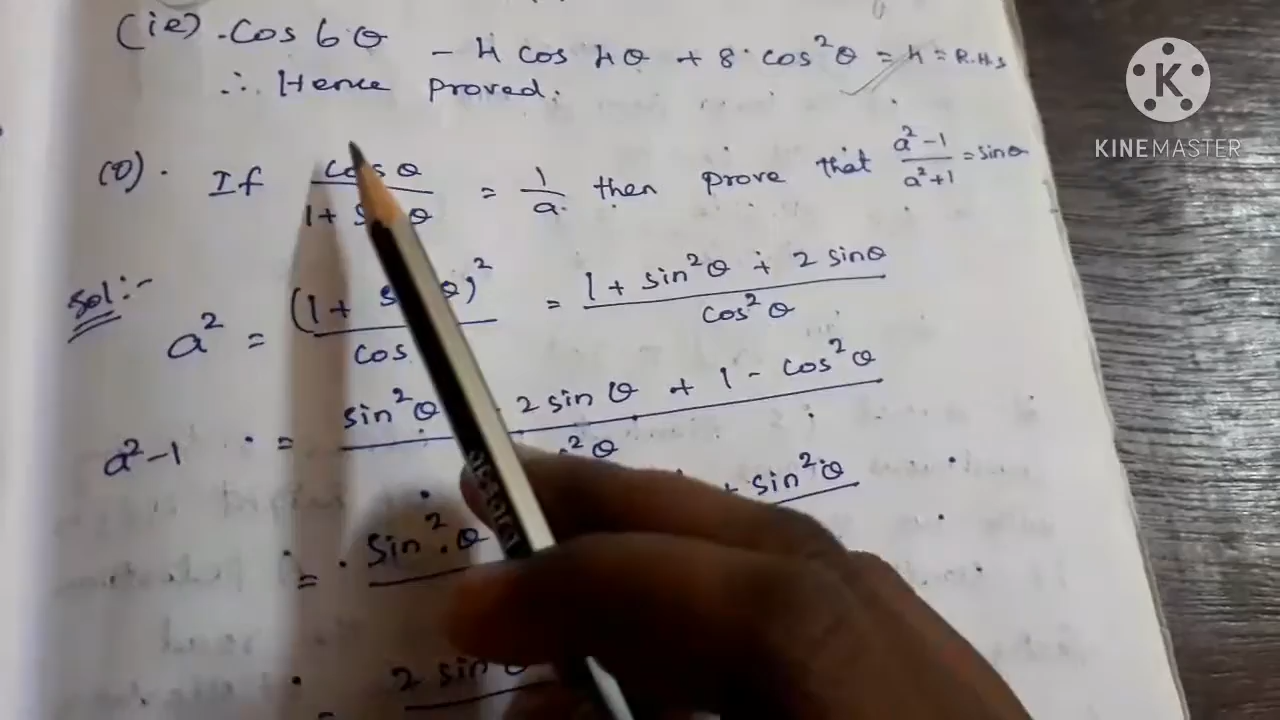 (ie) . cos 6θ - 4 cos 4θ + 8 . cos²θ = 4 = R.H.S
∴ Hence proved.
If cosθ / 1+ θ = 1/a. then prove that a²-1 / a²+1 = sinθ
Sol:-
a² = (1+ θ)² / cos = 1 + sin²θ + 2 sinθ / cos²θ
a²-1 = sin²θ 2 sinθ + 1 - cos²θ / ²θ
= sin²θ + sin²θ
= 2 sinθ
K
KINEMASTER